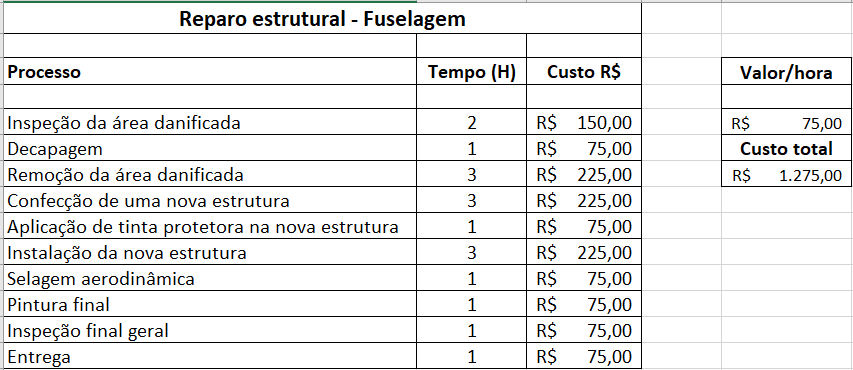 Reparo estrutural - Fuselagem
Processo Tempo (H) Custo R$ Valor/hora
Inspeção da área danificada 2 R$ 150,00 R$ 75,00
Decapagem 1 R$ 75,00 Custo total
Remoção da área danificada 3 R$ 225,00 R$ 1.275,00
Confecção de uma nova estrutura 3 R$ 225,00
Aplicação de tinta protetora na nova estrutura 1 R$ 75,00
Instalação da nova estrutura 3 R$ 225,00
Selagem aerodinâmica 1 R$ 75,00
Pintura final 1 R$ 75,00
Inspeção final geral 1 R$ 75,00
Entrega 1 R$ 75,00